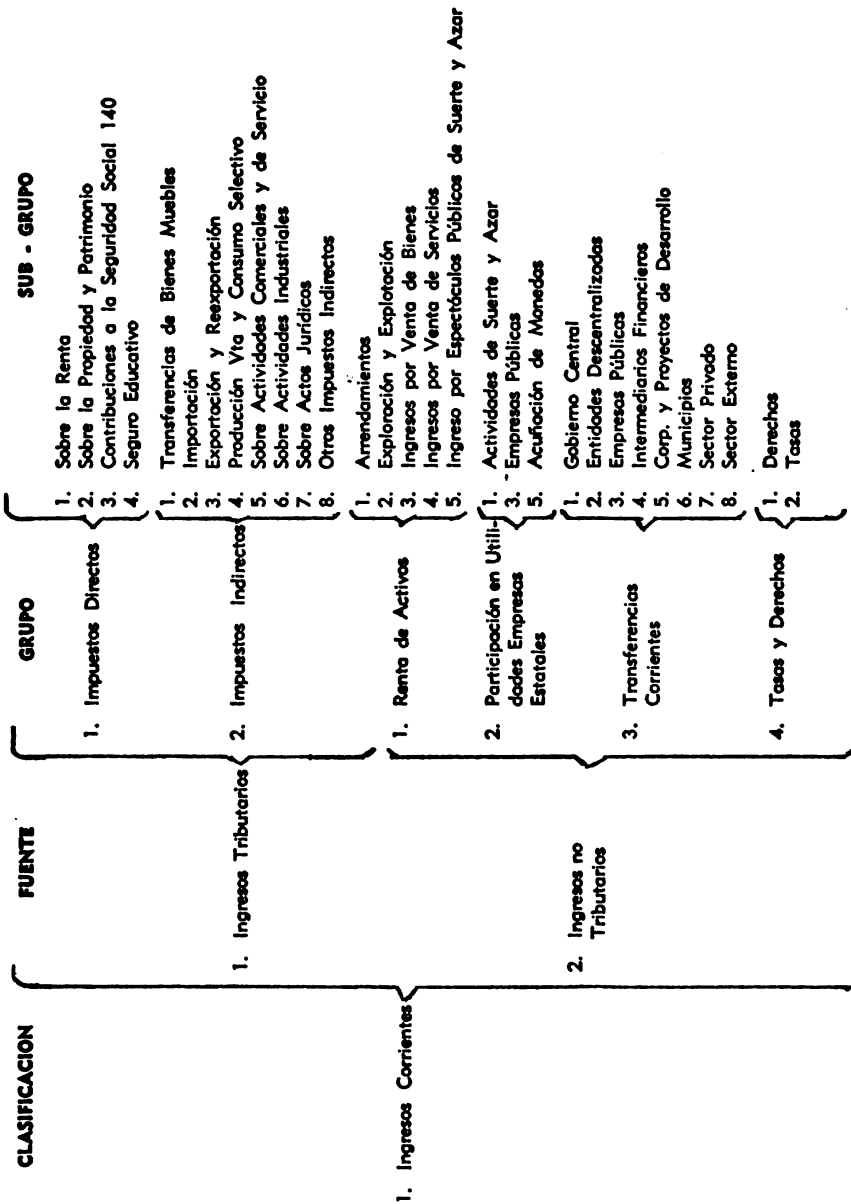 CLASIFICACION
FUENTE
GRUPO
SUB - GRUPO
1. Ingresos Corrientes
1. Ingresos Tributarios
1. Impuestos Directos
1. Sobre la Renta
2. Sobre la Propiedad y Patrimonio
3. Contribuciones a la Seguridad Social 140
4. Seguro Educativo
2. Impuestos Indirectos
1. Transferencias de Bienes Muebles
2. Importación
3. Exportación y Reexportación
4. Producción Vta y Consumo Selectivo
5. Sobre Actividades Comerciales y de Servicio
6. Sobre Actividades Industriales
7. Sobre Actos Jurídicos
8. Otros Impuestos Indirectos
2. Ingresos no
Tributarios
1. Renta de Activos
1. Arrendamientos
2. Exploración y Explotación
3. Ingresos por Venta de Bienes
4. Ingresos por Venta de Servicios
5. Ingreso por Espectáculos Públicos de Suerte y Azar
2. Participación en Utili-
dades Empresas
Estatales
1. Actividades de Suerte y Azar
3. Empresas Públicas
5. Acuñación de Monedas
3. Transferencias
Corrientes
1. Gobierno Central
2. Entidades Descentralizadas
3. Empresas Públicas
4. Intermediarios Financieros
5. Corp. y Proyectos de Desarrollo
6. Municipios
7. Sector Privado
8. Sector Externo
4. Tasas y Derechos
1. Derechos
2. Tasas